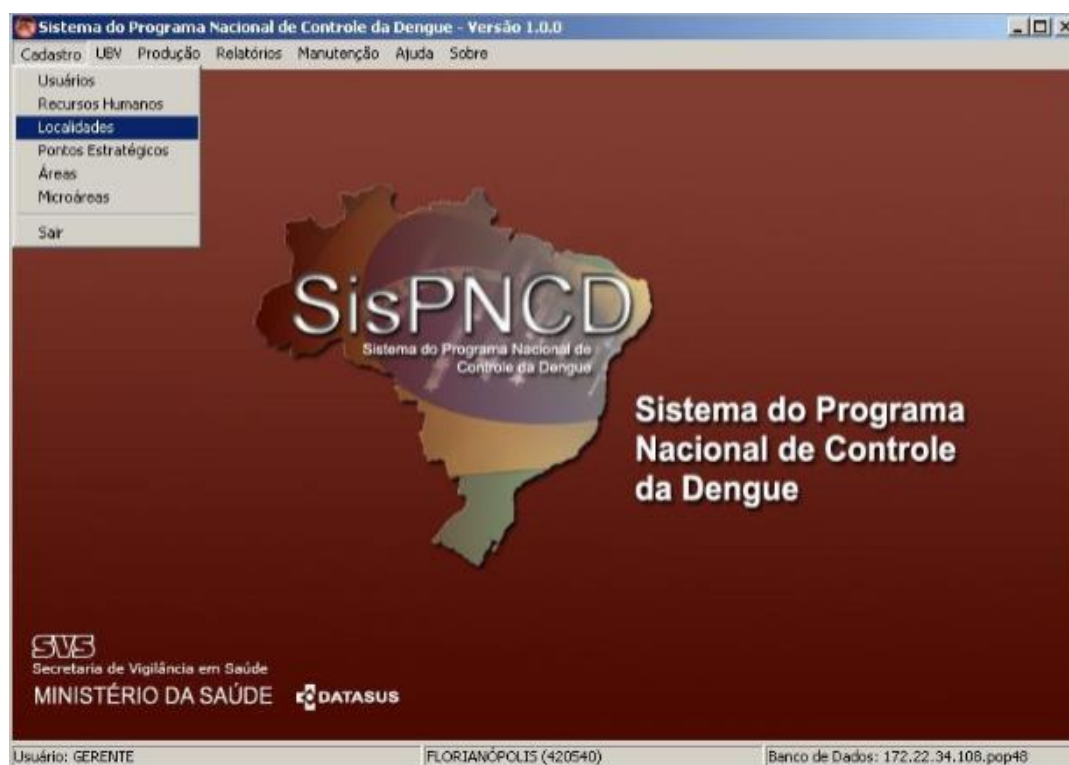 Sistema do Programa Nacional de Controle da Dengue - Versão 1.0.0
Cadastro UBV Produção Relatórios Manutenção Ajuda Sobre
Usuários
Recursos Humanos
Localidades
Pontos Estratégicos
Áreas
Microáreas
Sair
SisPNCD
Sistema do Programa Nacional de
Controle da Dengue
Sistema do Programa
Nacional de Controle
da Dengue
SVS
Secretaria de Vigilância em Saúde
MINISTÉRIO DA SAÚDE DATASUS
Usuário: GERENTE FLORIANÓPOLIS (420540) Banco de Dados: 172.22.34.108.pop48